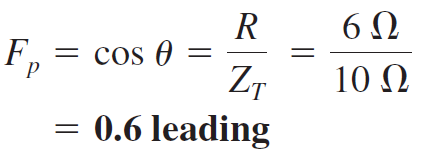 F_p = cos θ = R / Z_T = 6 Ω / 10 Ω
= 0.6 leading